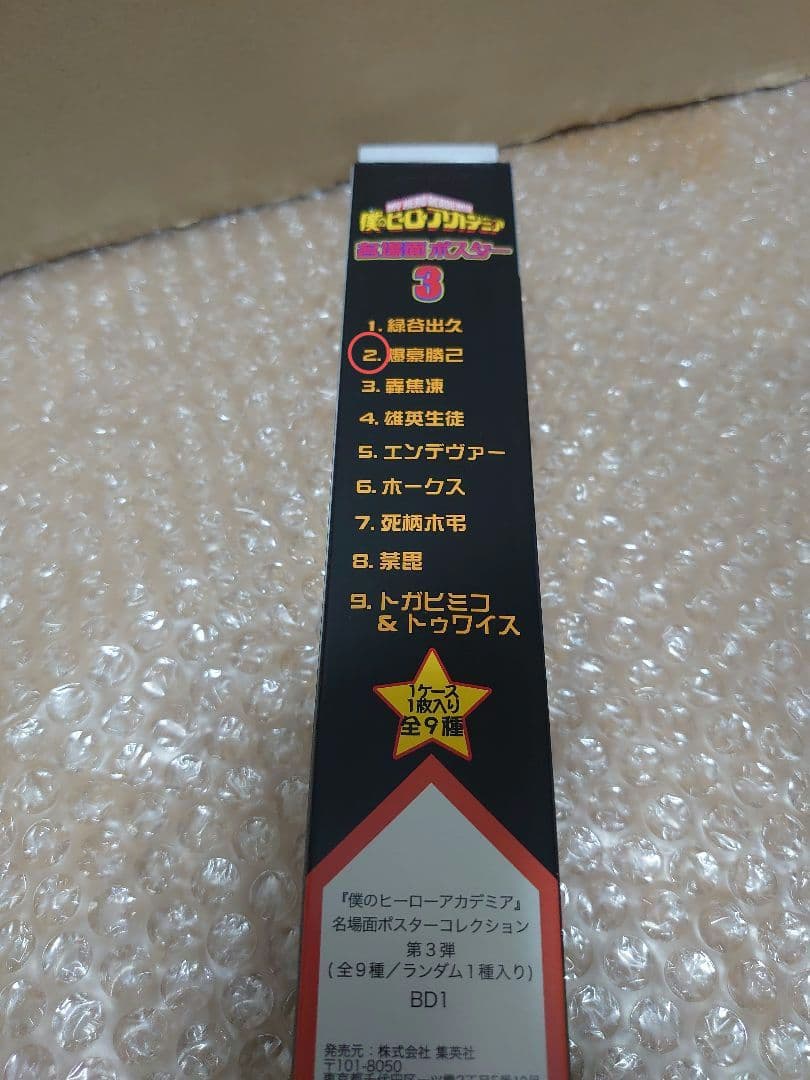 僕のヒーローアカデミア
名場面ポスター
3
1. 緑谷出久
2. 爆豪勝己
3. 轟焦凍
4. 雄英生徒
5. エンデヴァー
6. ホークス
7. 死柄木弔
8. 荼毘
9. トガヒミコ
& トゥワイス
1ケース
1枚入り
全9種
『僕のヒーローアカデミア』
名場面ポスターコレクション
第3弾
(全9種/ランダム1種入り)
BD1
発売元:株式会社 集英社
〒101-8050